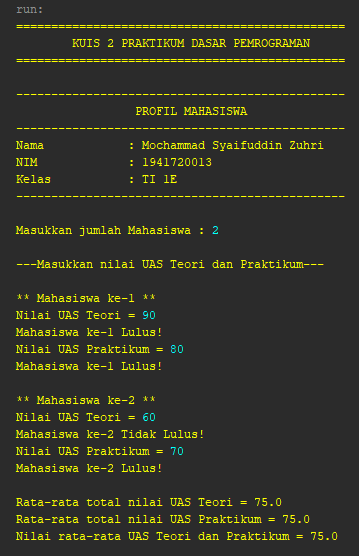 run:
===============================================
KUIS 2 PRAKTIKUM DASAR PEMROGRAMAN
===============================================
-----------------------------------------------
PROFIL MAHASISWA
-----------------------------------------------
Nama : Mochammad Syaifuddin Zuhri
NIM : 1941720013
Kelas : TI 1E
-----------------------------------------------
Masukkan jumlah Mahasiswa : 2
---Masukkan nilai UAS Teori dan Praktikum---
** Mahasiswa ke-1 **
Nilai UAS Teori = 90
Mahasiswa ke-1 Lulus!
Nilai UAS Praktikum = 80
Mahasiswa ke-1 Lulus!
** Mahasiswa ke-2 **
Nilai UAS Teori = 60
Mahasiswa ke-2 Tidak Lulus!
Nilai UAS Praktikum = 70
Mahasiswa ke-2 Lulus!
Rata-rata total nilai UAS Teori = 75.0
Rata-rata total nilai UAS Praktikum = 75.0
Nilai rata-rata UAS Teori dan Praktikum = 75.0